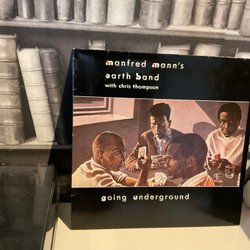 manfred mann's
earth band
with chris thompson
going underground